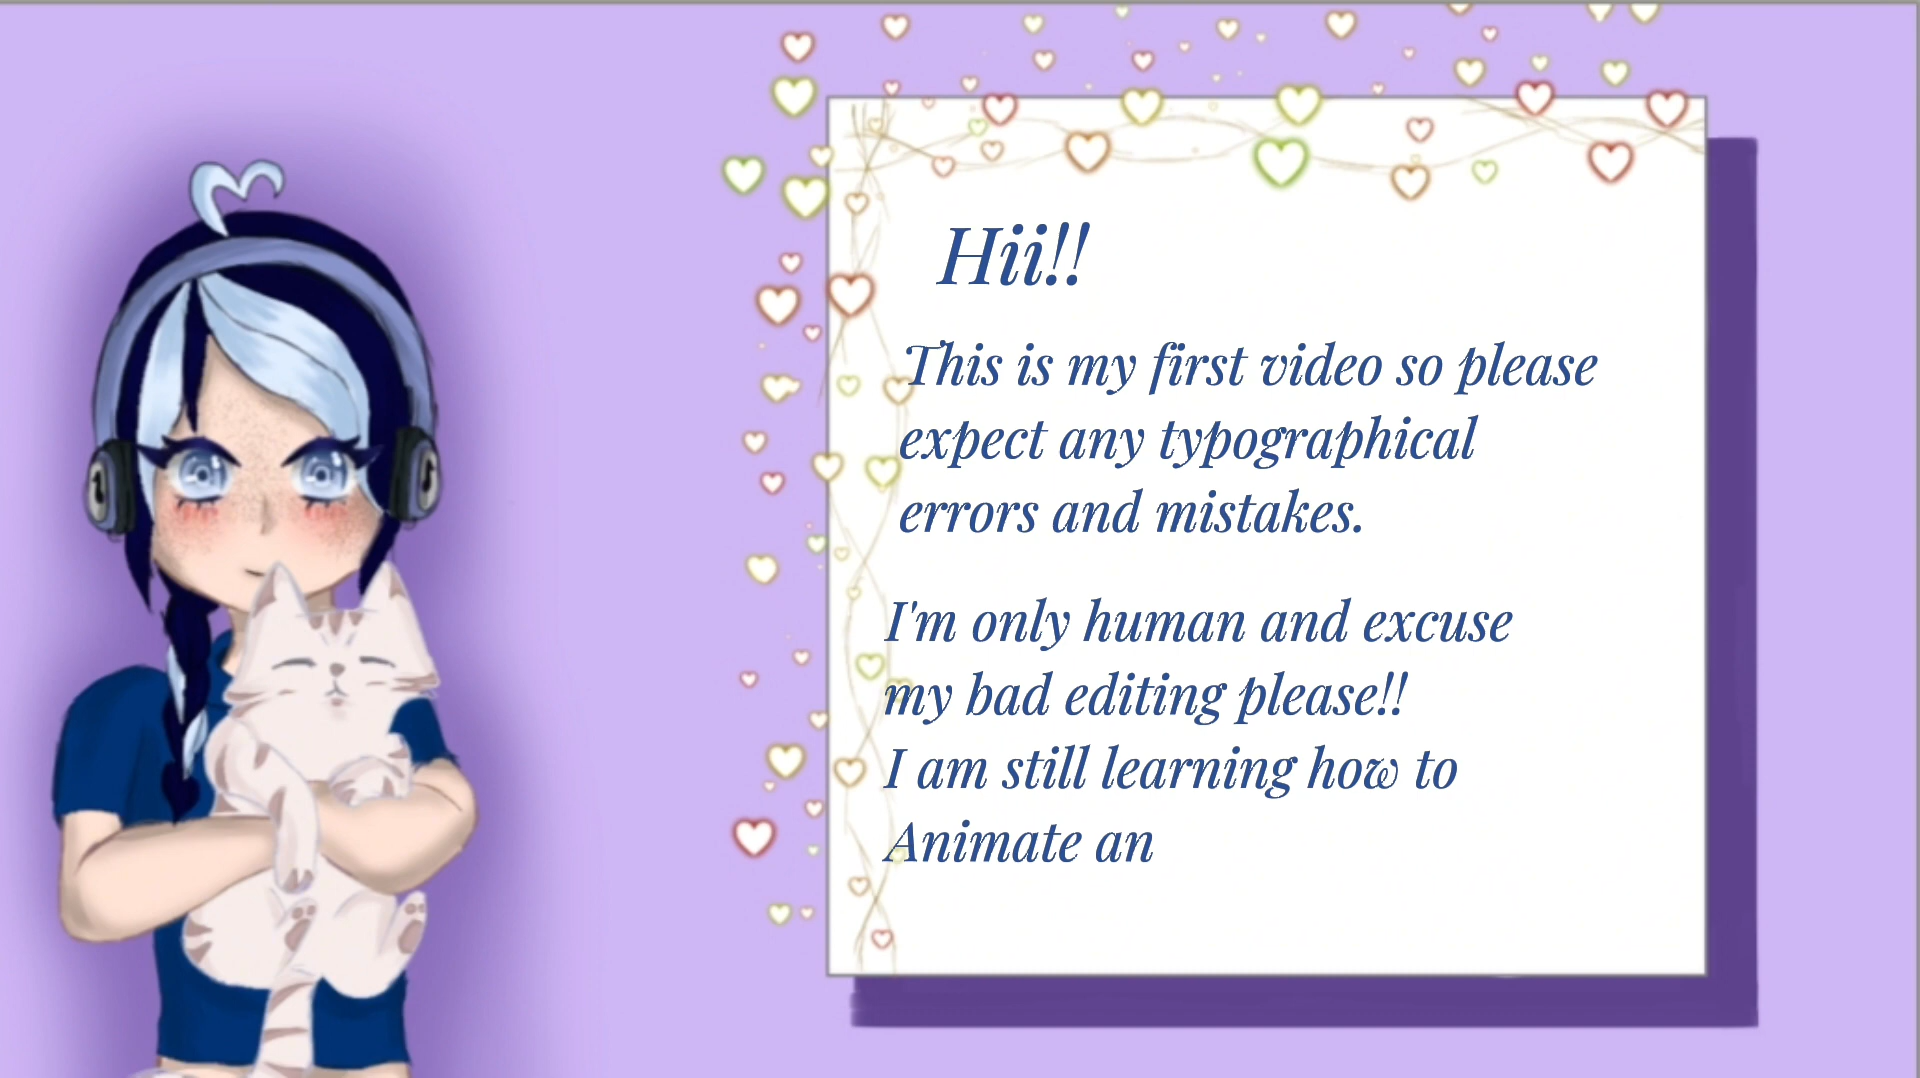 Hii!!
This is my first video so please
expect any typographical
errors and mistakes.
I'm only human and excuse
my bad editing please!!
I am still learning how to
Animate an